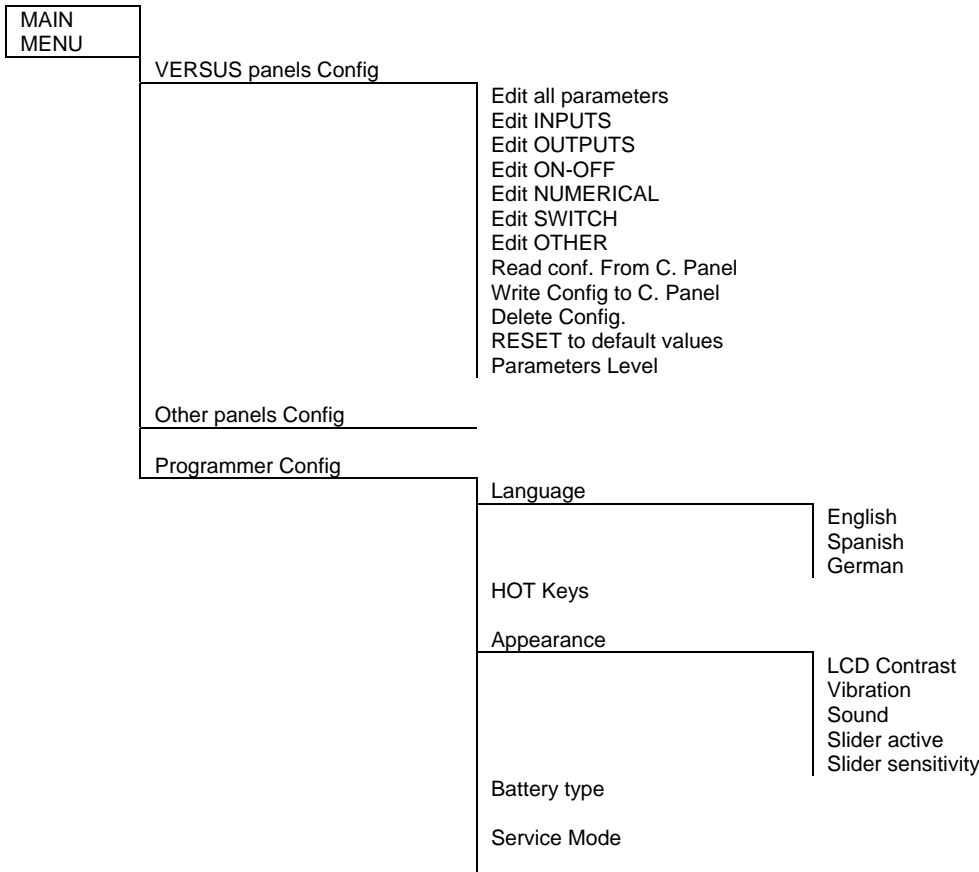 MAIN
MENU
VERSUS panels Config
Edit all parameters
Edit INPUTS
Edit OUTPUTS
Edit ON-OFF
Edit NUMERICAL
Edit SWITCH
Edit OTHER
Read conf. From C. Panel
Write Config to C. Panel
Delete Config.
RESET to default values
Parameters Level
Other panels Config
Programmer Config
Language
English
Spanish
German
HOT Keys
Appearance
LCD Contrast
Vibration
Sound
Slider active
Slider sensitivity
Battery type
Service Mode